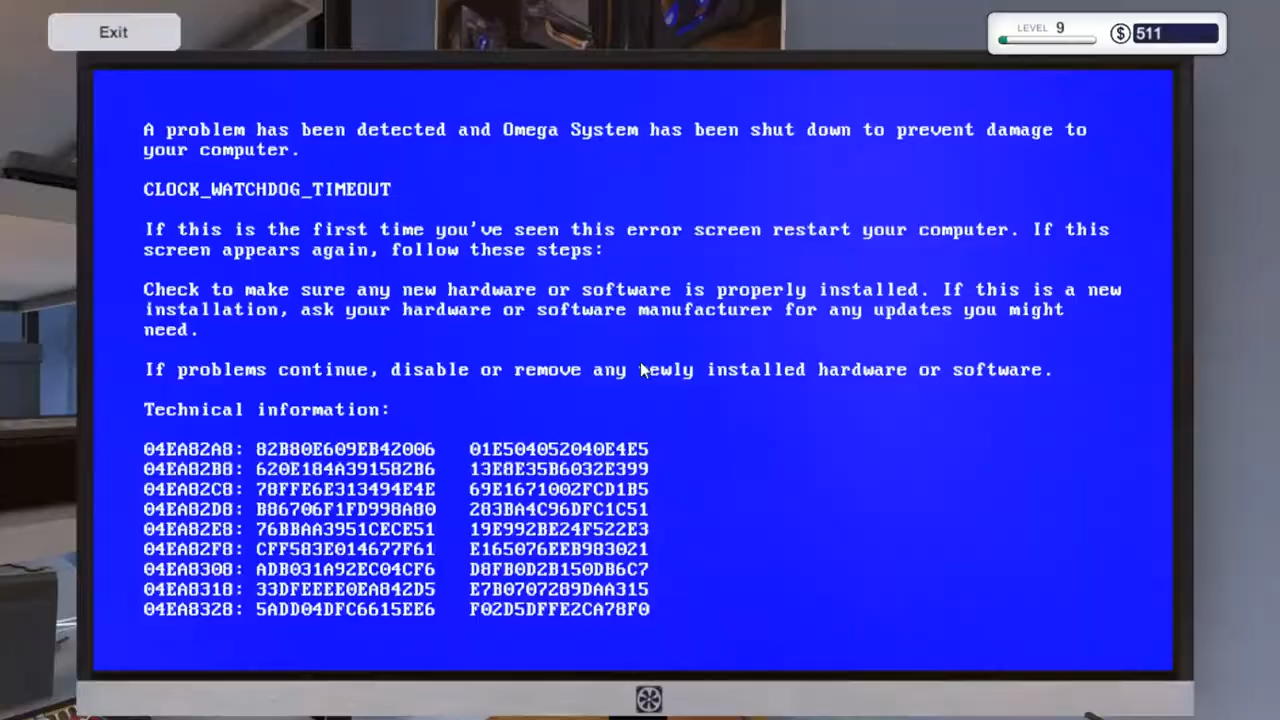 Exit
LEVEL 9
$ 511
A problem has been detected and Omega System has been shut down to prevent damage to
your computer.
CLOCK_WATCHDOG_TIMEOUT
If this is the first time you've seen this error screen restart your computer. If this
screen appears again, follow these steps:
Check to make sure any new hardware or software is properly installed. If this is a new
installation, ask your hardware or software manufacturer for any updates you might
need.
If problems continue, disable or remove any newly installed hardware or software.
Technical information:
04EA82A8: 82B80E609EB42006 01E504052040E4E5
04EA82B8: 620E184A391582B6 13E8E35B6032E399
04EA82C8: 78FFE6E313494E4E 69E1671002FCD1B5
04EA82D8: B86706F1FD998A80 283BA4C96DFC1C51
04EA82E8: 76BBAA3951CECE51 19E992BE24F522E3
04EA82F8: CFF583E014677F61 E165076EEB983021
04EA8308: ADB031A92EC04CF6 D8FB0D2B150DB6C7
04EA8318: 33DFEEEE0EA842D5 E7B0707289DAA315
04EA8328: 5ADD04DFC6615EE6 F02D5DFFE2CA78F0